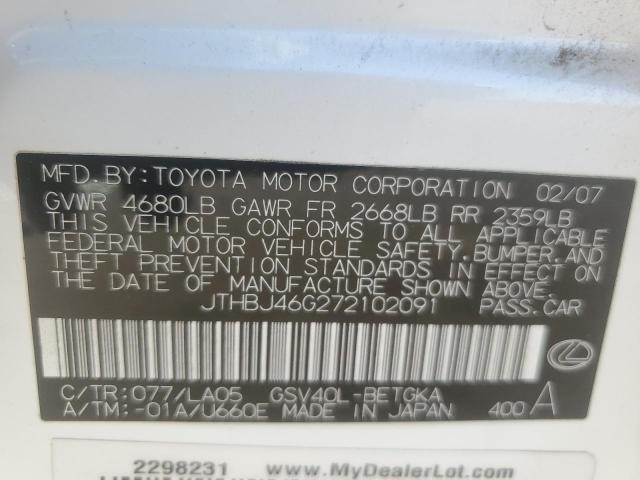 MFD. BY: TOYOTA MOTOR CORPORATION 02/07
GVWR 4680LB GAWR FR 2668LB RR 2359LB
THIS VEHICLE CONFORMS TO ALL APPLICABLE
FEDERAL MOTOR VEHICLE SAFETY, BUMPER, AND
THEFT PREVENTION STANDARDS IN EFFECT ON
THE DATE OF MANUFACTURE SHOWN ABOVE.
JTHBJ46G272102091 PASS.CAR
C/TR: 077/LA05 GSV40L-BETGKA
A/TM: -01A/U660E MADE IN JAPAN 400 A
2298231 www.MyDealerLot.com